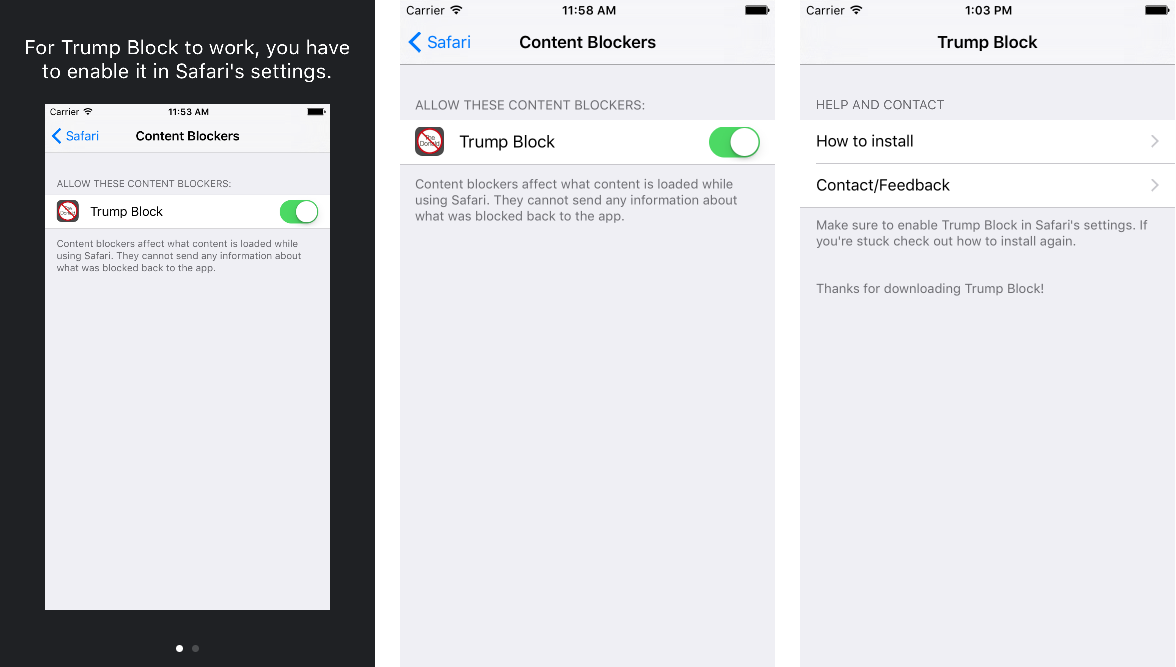 For Trump Block to work, you have
to enable it in Safari's settings.
Carrier 11:53 AM
Safari Content Blockers
ALLOW THESE CONTENT BLOCKERS:
Trump Block
Content blockers affect what content is loaded while
using Safari. They cannot send any information about
what was blocked back to the app.
Carrier 11:58 AM
Safari Content Blockers
ALLOW THESE CONTENT BLOCKERS:
The
Donald
Trump Block
Content blockers affect what content is loaded while
using Safari. They cannot send any information about
what was blocked back to the app.
Carrier 1:03 PM
Trump Block
HELP AND CONTACT
How to install
Contact/Feedback
Make sure to enable Trump Block in Safari's settings. If
you're stuck check out how to install again.
Thanks for downloading Trump Block!